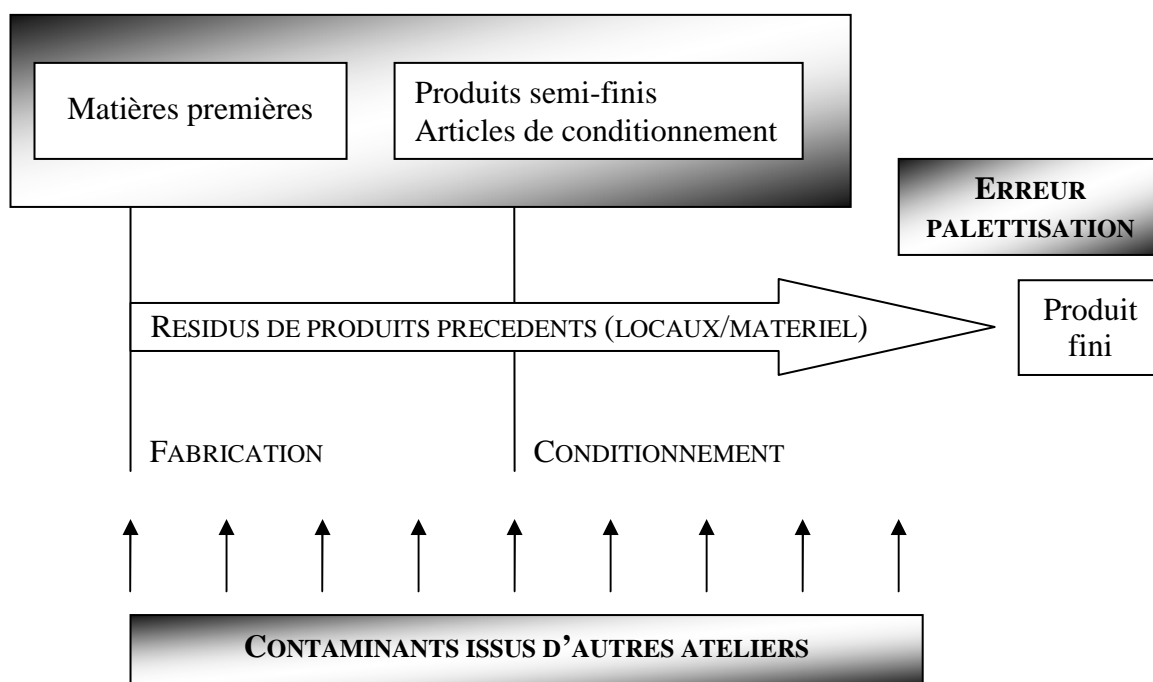 Matières premières
Produits semi-finis
Articles de conditionnement
ERREUR
PALETTISATION
RESIDUS DE PRODUITS PRECEDENTS (LOCAUX/MATERIEL)
Produit
fini
FABRICATION
CONDITIONNEMENT
CONTAMINANTS ISSUS D’AUTRES ATELIERS